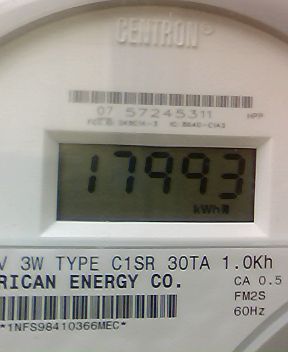 CENTRON®
07 57245311 HPP
17993
kWh
V 3W TYPE C1SR 30TA 1.0Kh
RICAN ENERGY CO. CA 0.5
FM2S
60Hz
*1NFS98410366MEC*